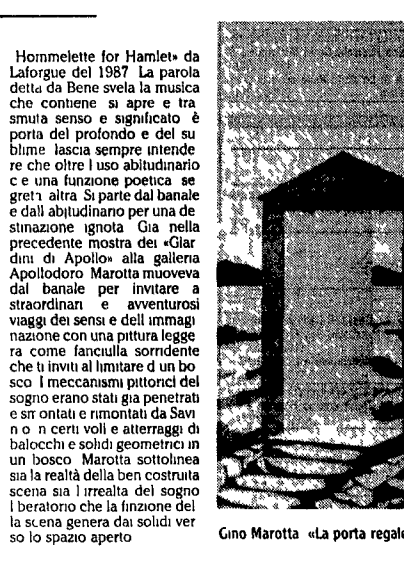 Hommelette for Hamlet» da
Laforgue del 1987 La parola
detta da Bene svela la musica
che contiene si apre e tra
smuta senso e significato è
porta del profondo e del su
blime lascia sempre intende
re che oltre l uso abitudinario
c e una funzione poetica se
greta altra Si parte dal banale
e dall abitudinario per una de
stinazione ignota Gia nella
precedente mostra dei «Giar
dini di Apollo» alla galleria
Apollodoro Marotta muoveva
dal banale per invitare a
straordinari e avventurosi
viaggi dei sensi e dell immagi
nazione con una pittura legge
ra come fanciulla sorridente
che ti inviti al limitare d un bo
sco I meccanismi pittorici del
sogno erano stati gia penetrati
e smontati e rimontati da Savi
n o n certi voli e atterraggi di
balocchi e solidi geometrici in
un bosco Marotta sottolinea
sia la realtà della ben costruita
scena sia l irrealta del sogno
l beratorio che la finzione del
la scena genera dai solidi ver
so lo spazio aperto
Gino Marotta «La porta regale